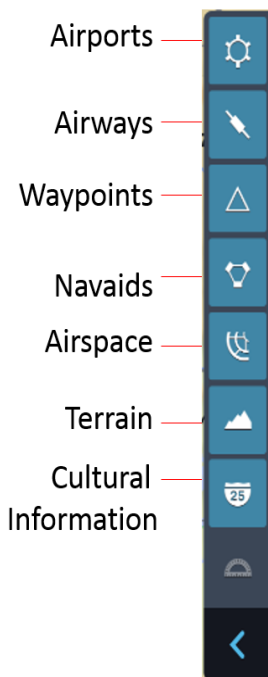 Airports
Airways
Waypoints
Navaids
Airspace
Terrain
Cultural
Information
25